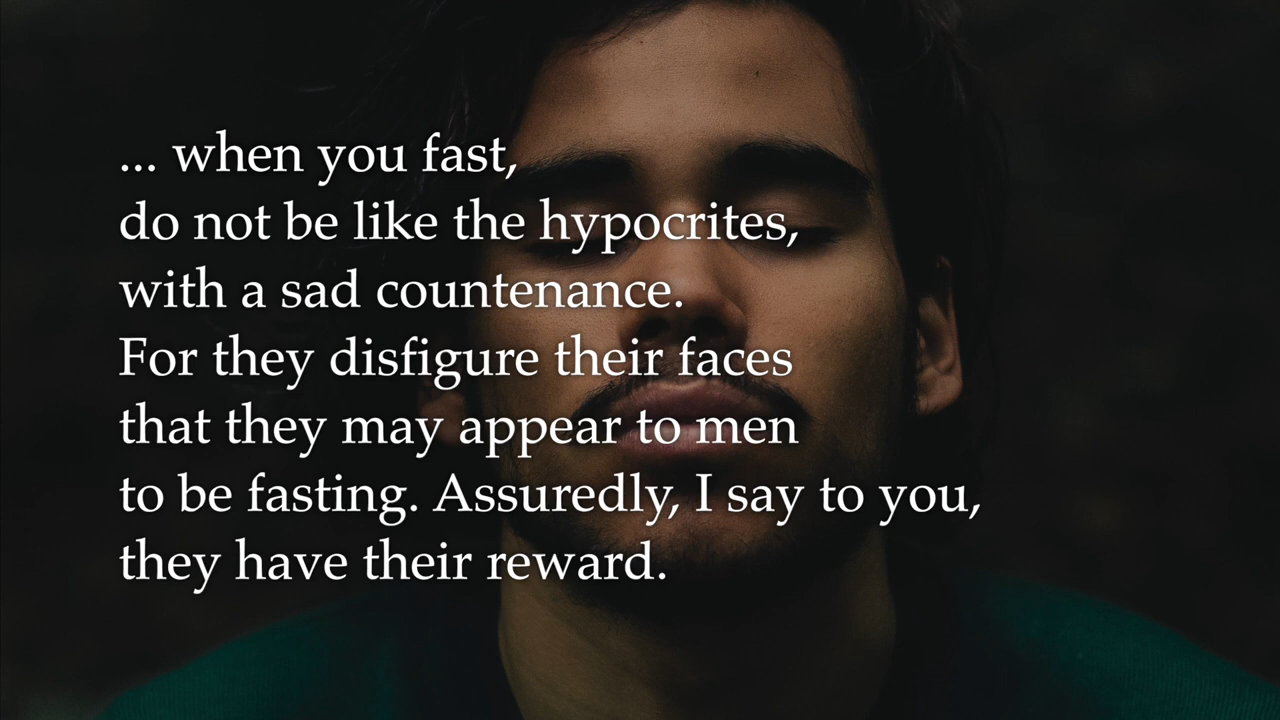 ... when you fast,
do not be like the hypocrites,
with a sad countenance.
For they disfigure their faces
that they may appear to men
to be fasting. Assuredly, I say to you,
they have their reward.